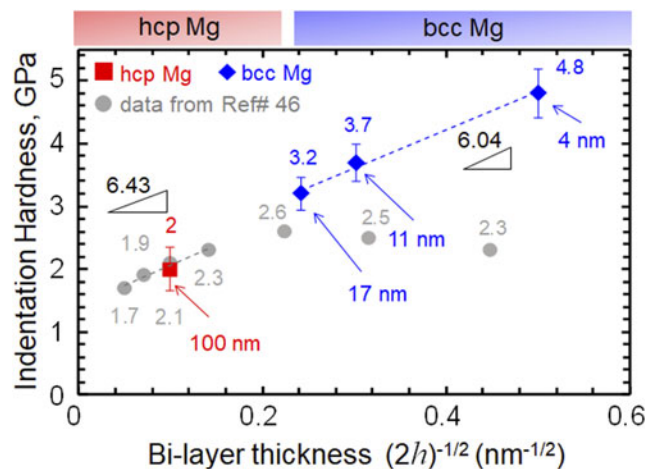 hcp Mg bcc Mg
hcp Mg bcc Mg
data from Ref# 46
4.8
3.7
3.2
6.04
4 nm
6.43
2.6
2.5
2.3
11 nm
17 nm
1.9
2
2.3
1.7
2.1
100 nm
5
4
3
2
1
0
Indentation Hardness, GPa
0 0.2 0.4 0.6
Bi-layer thickness (2h)-1/2 (nm-1/2)